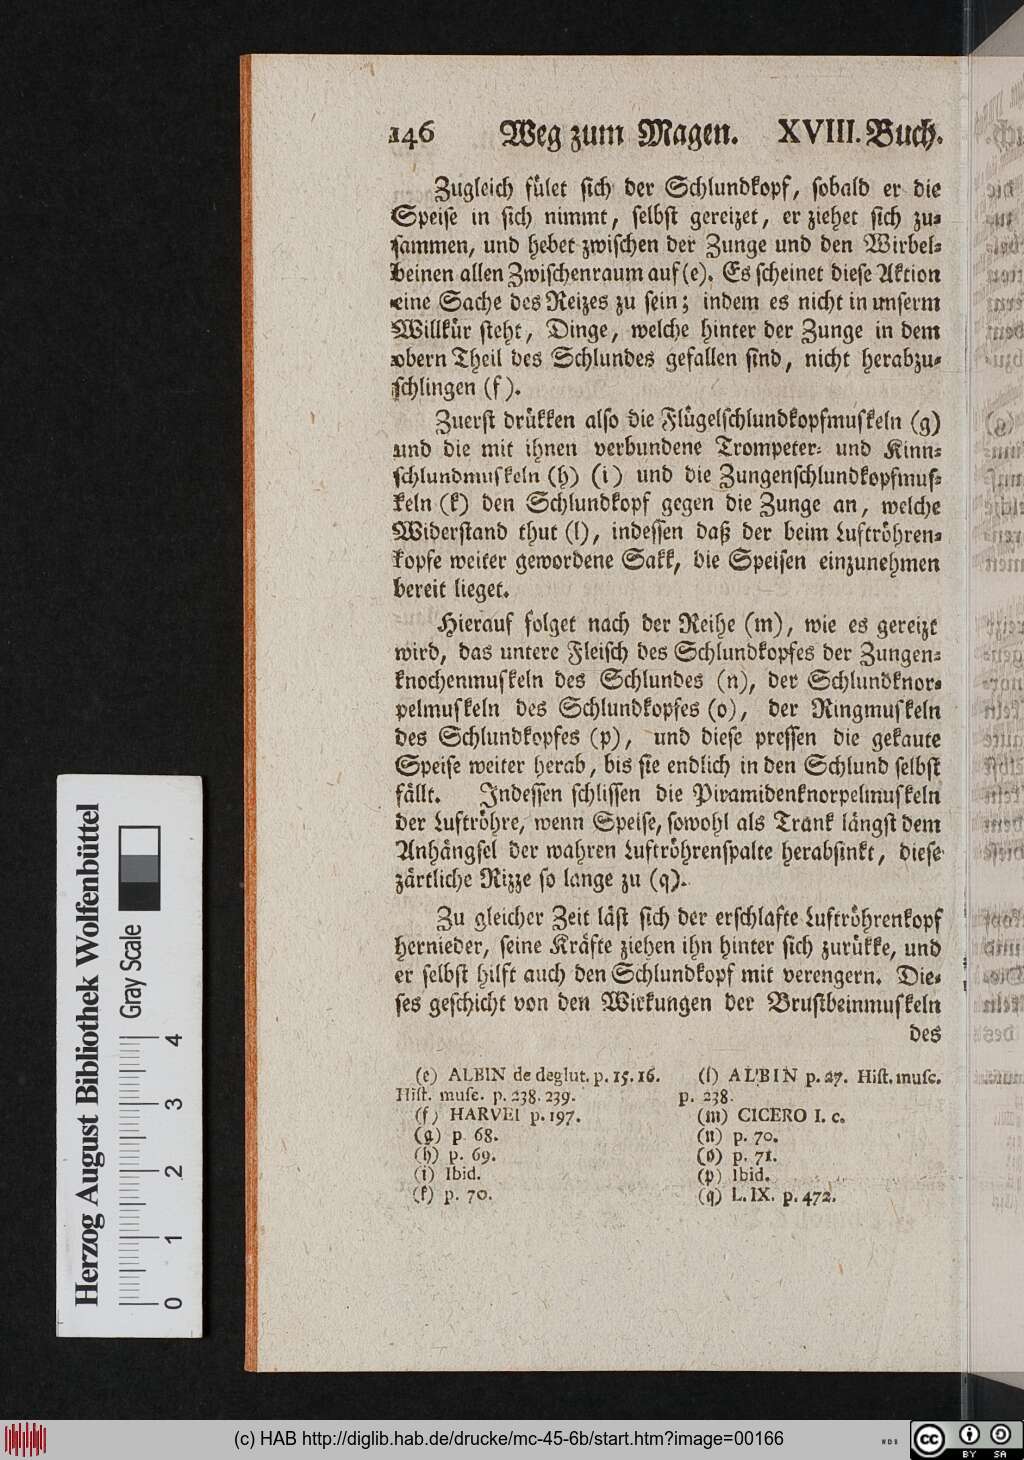 146 Weg zum Magen. XVIII. Buch.
Zugleich fület sich der Schlundkopf, sobald er die
Speise in sich nimmt, selbst gereizet, er ziehet sich zu-
sammen, und hebet zwischen der Zunge und den Wirbel-
beinen allen Zwischenraum auf (e). Es scheinet diese Aktion
eine Sache des Reizes zu sein; indem es nicht in unserm
Willkür steht, Dinge, welche hinter der Zunge in dem
obern Theil des Schlundes gefallen sind, nicht herabzu-
schlingen (f).
Zuerst drükken also die Flügelschlundkopfmuskeln (g)
und die mit ihnen verbundene Trompeter- und Kinn-
schlundmuskeln (h) (i) und die Zungenschlundkopfmus-
keln (k) den Schlundkopf gegen die Zunge an, welche
Widerstand thut (l), indessen daß der beim Luftröhren-
kopfe weiter gewordene Sakk, die Speisen einzunehmen
bereit lieget.
Hierauf folget nach der Reihe (m), wie es gereizt
wird, das untere Fleisch des Schlundkopfes der Zungen-
knochenmuskeln des Schlundes (n), der Schlundknor-
pelmuskeln des Schlundkopfes (o), der Ringmuskeln
des Schlundkopfes (p), und diese pressen die gekaute
Speise weiter herab, bis sie endlich in den Schlund selbst
fällt. Indessen schlissen die Piramidenknorpelmuskeln
der Luftröhre, wenn Speise, sowohl als Trank längst dem
Anhängsel der wahren Luftröhrenspalte herabsinkt, diese
zärtliche Rizze so lange zu (q).
Zu gleicher Zeit läst sich der erschlafte Luftröhrenkopf
hernieder, seine Kräfte ziehen ihn hinter sich zurükke, und
er selbst hilft auch den Schlundkopf mit verengern. Die-
ses geschicht von den Wirkungen der Brustbeinmuskeln
des
(e) ALBIN de deglut. p. 15. 16.
Hist. musc. p. 238. 239.
(f) HARVEI p. 197.
(g) p. 68.
(h) p. 69.
(i) Ibid.
(k) p. 70.
(l) ALBIN p. 27. Hist. musc.
p. 238.
(m) CICERO I. c.
(n) p. 70.
(o) p. 71.
(p) Ibid.
(q) L. IX. p. 472.
Herzog August Bibliothek Wolfenbüttel
Gray Scale
0 1 2 3 4
(c) HAB http://diglib.hab.de/drucke/mc-45-6b/start.htm?image=00166
cc BY SA